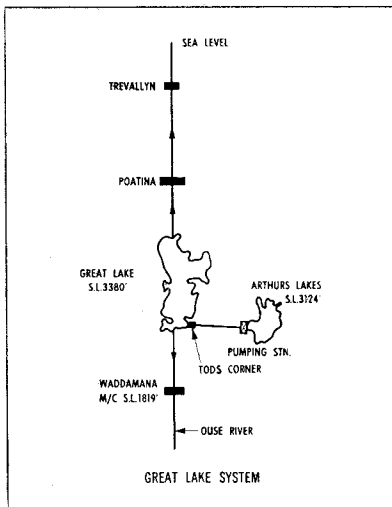 SEA LEVEL
TREVALLYN
POATINA
GREAT LAKE
S.L.3380'
ARTHURS LAKES
S.L.3124'
PUMPING STN.
TODS CORNER
WADDAMANA
M/C S.L.1819'
OUSE RIVER
GREAT LAKE SYSTEM